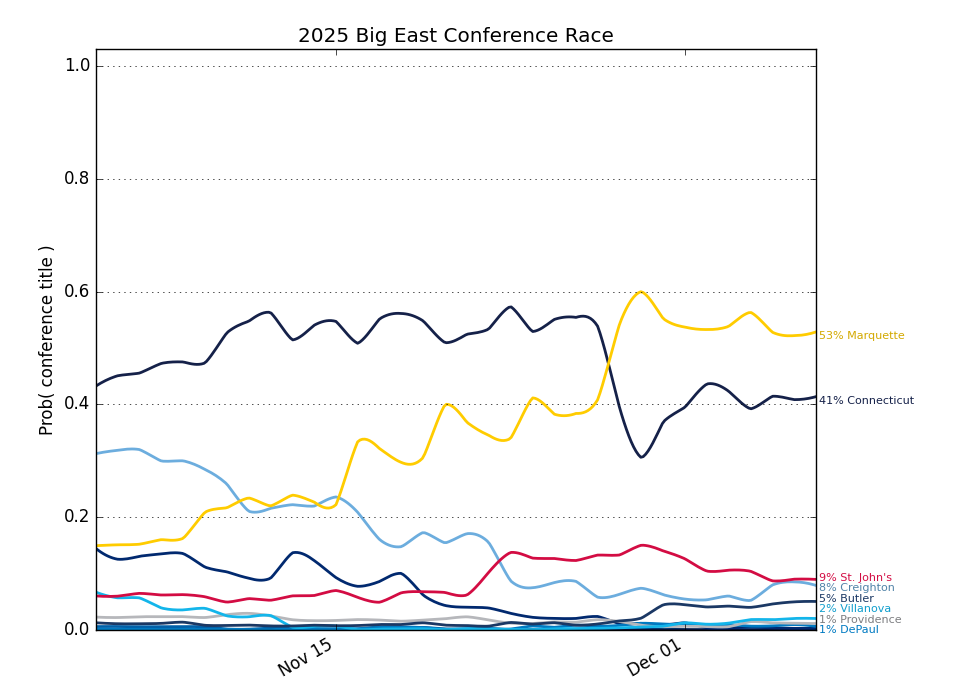 2025 Big East Conference Race
Prob( conference title )
1.0
0.8
0.6
0.4
0.2
0.0
Nov 15
Dec 01
53% Marquette
41% Connecticut
9% St. John's
8% Creighton
5% Butler
2% Villanova
1% Providence
1% DePaul